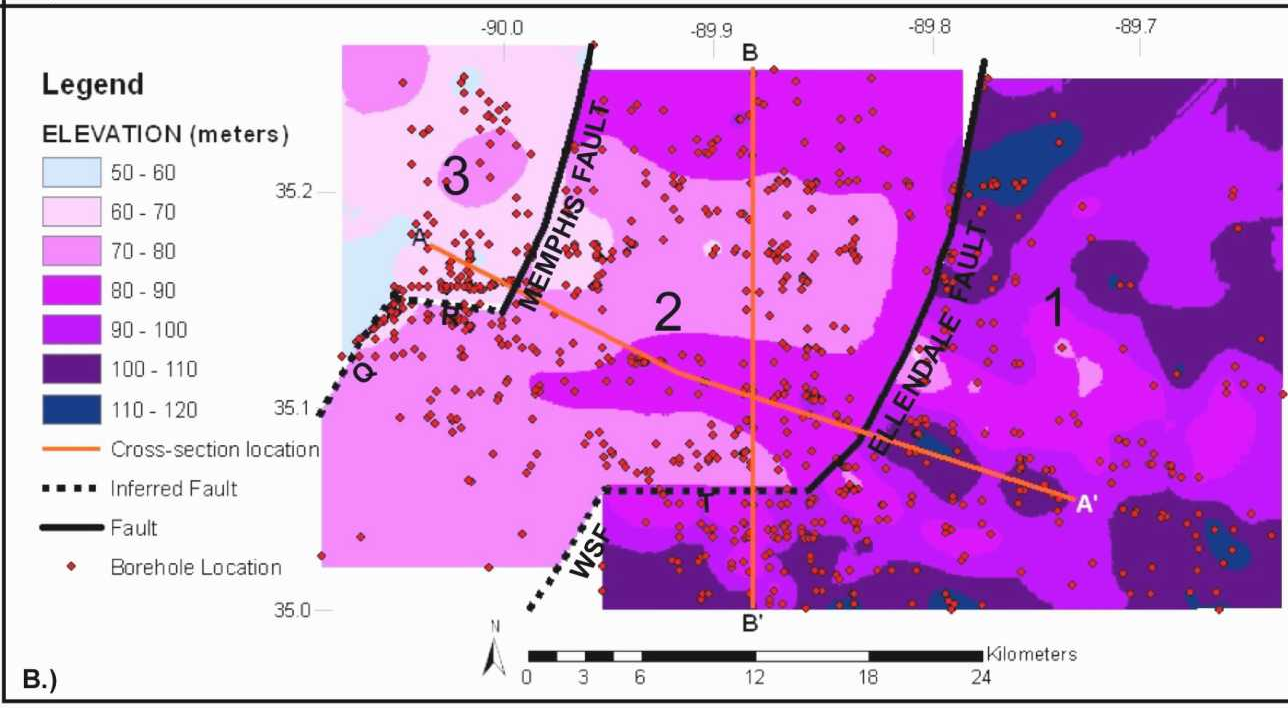 -90.0
-89.9
-89.8
-89.7
B
Legend
ELEVATION (meters)
50 - 60
60 - 70
70 - 80
80 - 90
90 - 100
100 - 110
110 - 120
Cross-section location
Inferred Fault
Fault
Borehole Location
35.2
35.1
35.0
3
2
1
A
MEMPHIS FAULT
ELLENDALE FAULT
Q
T
WSF
A'
B'
N
Kilometers
0 3 6 12 18 24
B.)